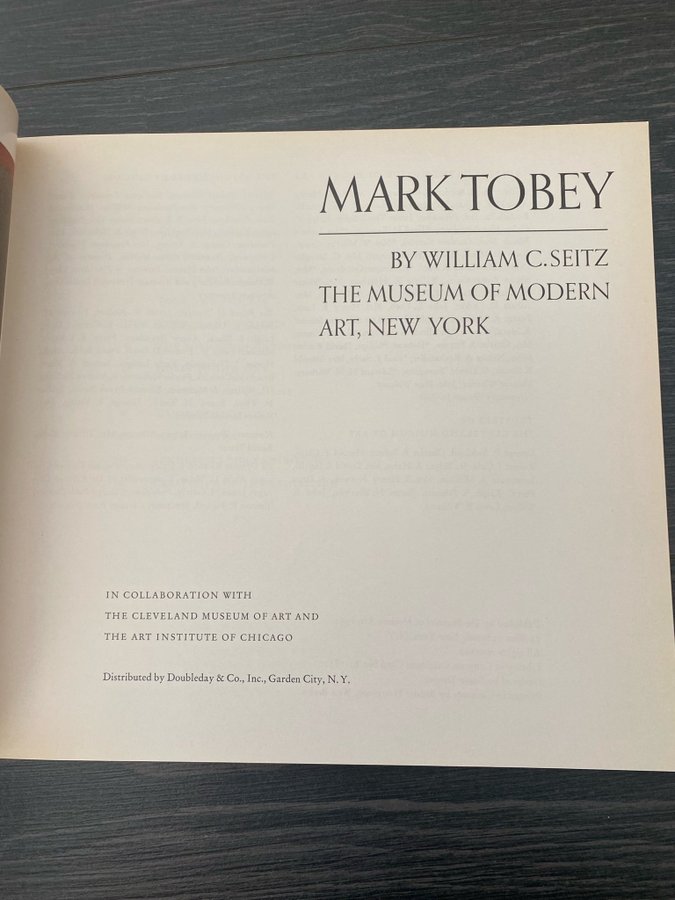 MARK TOBEY
BY WILLIAM C. SEITZ
THE MUSEUM OF MODERN
ART, NEW YORK
IN COLLABORATION WITH
THE CLEVELAND MUSEUM OF ART AND
THE ART INSTITUTE OF CHICAGO
Distributed by Doubleday & Co., Inc., Garden City, N. Y.